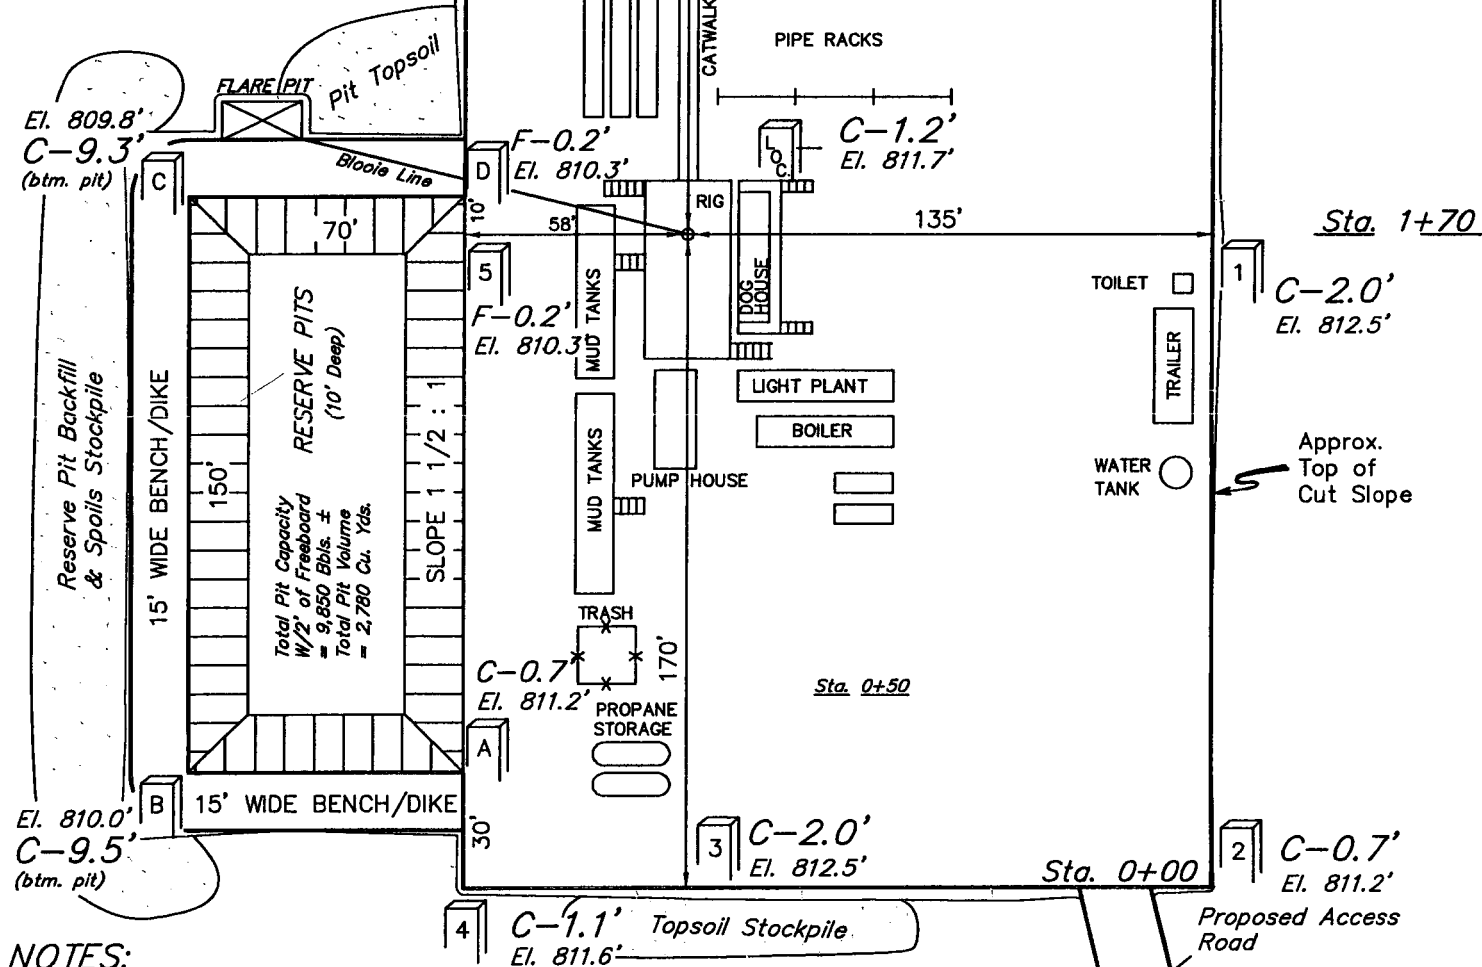 CATWALK
PIPE RACKS
Pit Topsoil
FLARE PIT
El. 809.8'
C-9.3'
(btm. pit)
C
Blooie Line
D
F-0.2'
El. 810.3'
LOC.
C-1.2'
El. 811.7'
RIG
10'
58'
135'
Sta. 1+70
70'
5
F-0.2'
El. 810.3'
MUD TANKS
DOG
HOUSE
TOILET
1
C-2.0'
El. 812.5'
TRAILER
RESERVE PITS
(10' Deep)
SLOPE 1 1/2 : 1
LIGHT PLANT
BOILER
PUMP HOUSE
MUD TANKS
WATER
TANK
Approx.
Top of
Cut Slope
Reserve Pit Backfill
& Spoils Stockpile
15' WIDE BENCH/DIKE
150'
Total Pit Capacity
W/2' of Freeboard
= 9,850 Bbls. ±
Total Pit Volume
= 2,780 Cu. Yds.
TRASH
170'
C-0.7'
El. 811.2'
A
PROPANE
STORAGE
Sta. 0+50
El. 810.0'
C-9.5'
(btm. pit)
B
15' WIDE BENCH/DIKE
30'
3
C-2.0'
El. 812.5'
Sta. 0+00
2
C-0.7'
El. 811.2'
4
C-1.1'
El. 811.6'
Topsoil Stockpile
Proposed Access
Road
NOTES: